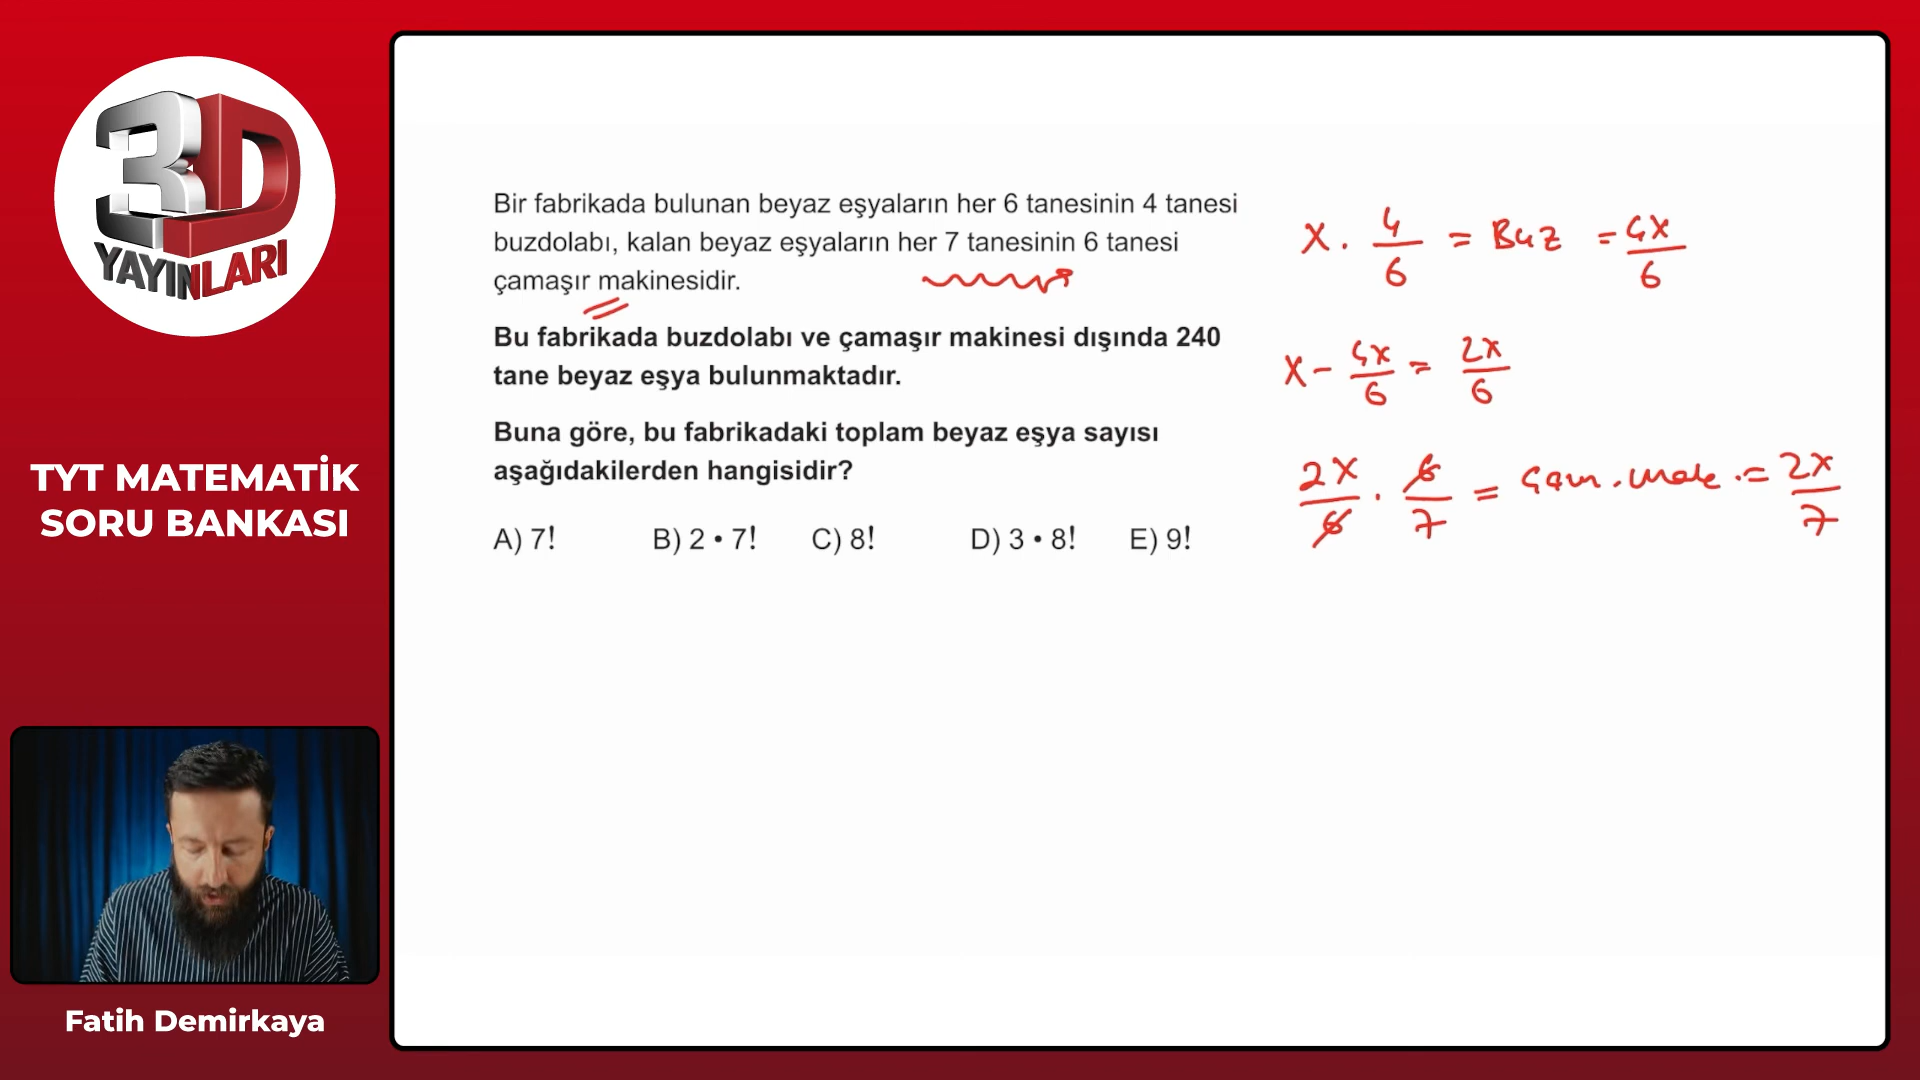 3D
YAYINLARI
TYT MATEMATİK
SORU BANKASI
Fatih Demirkaya
Bir fabrikada bulunan beyaz eşyaların her 6 tanesinin 4 tanesi
buzdolabı, kalan beyaz eşyaların her 7 tanesinin 6 tanesi
çamaşır makinesidir.
Bu fabrikada buzdolabı ve çamaşır makinesi dışında 240
tane beyaz eşya bulunmaktadır.
Buna göre, bu fabrikadaki toplam beyaz eşya sayısı
aşağıdakilerden hangisidir?
A) 7! B) 2 • 7! C) 8! D) 3 • 8! E) 9!
x . 4/6 = Buz = 4x/6
x - 4x/6 = 2x/6
2x/6 . 6/7 = Çam. mak. = 2x/7